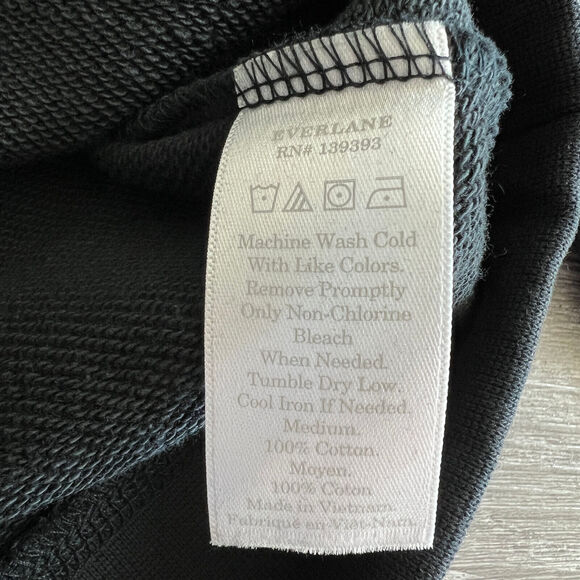 EVERLANE
RN# 139393
Machine Wash Cold
With Like Colors.
Remove Promptly
Only Non-Chlorine
Bleach
When Needed.
Tumble Dry Low.
Cool Iron If Needed.
Medium.
100% Cotton.
Moyen.
100% Coton
Made in Vietnam.
Fabriqué en Viêt-Nam.